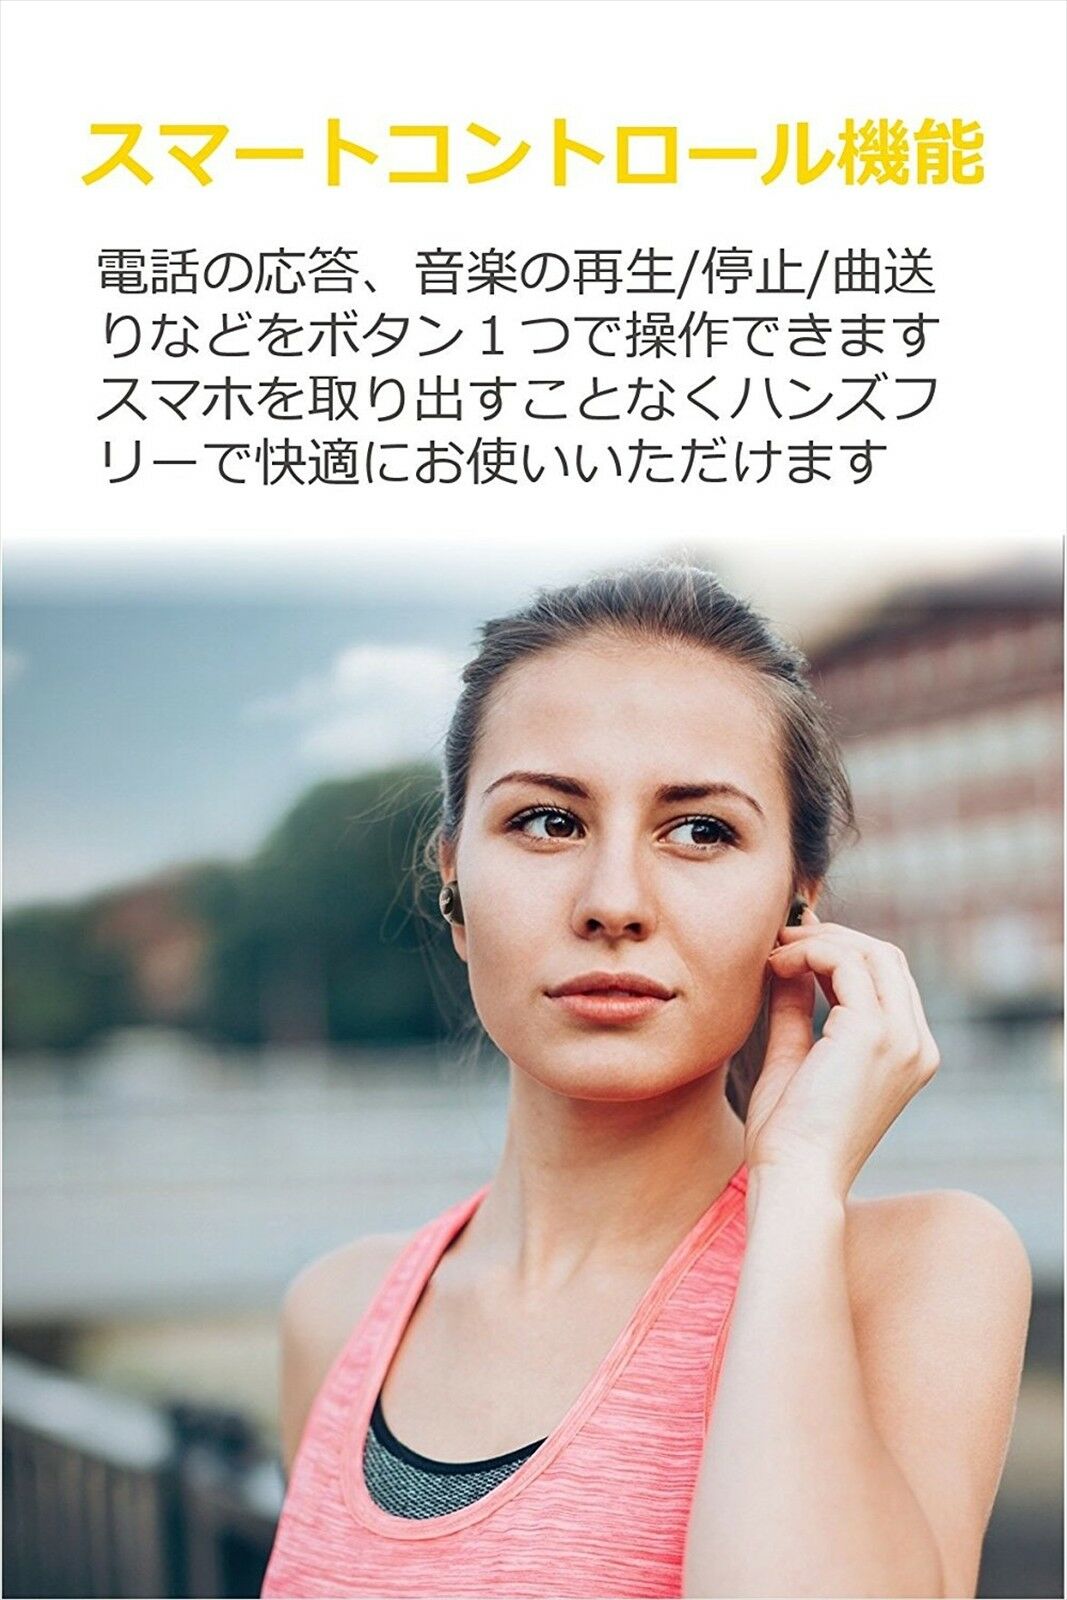 スマートコントロール機能
電話の応答、音楽の再生/停止/曲送
りなどをボタン１つで操作できます
スマホを取り出すことなくハンズフ
リーで快適にお使いいただけます